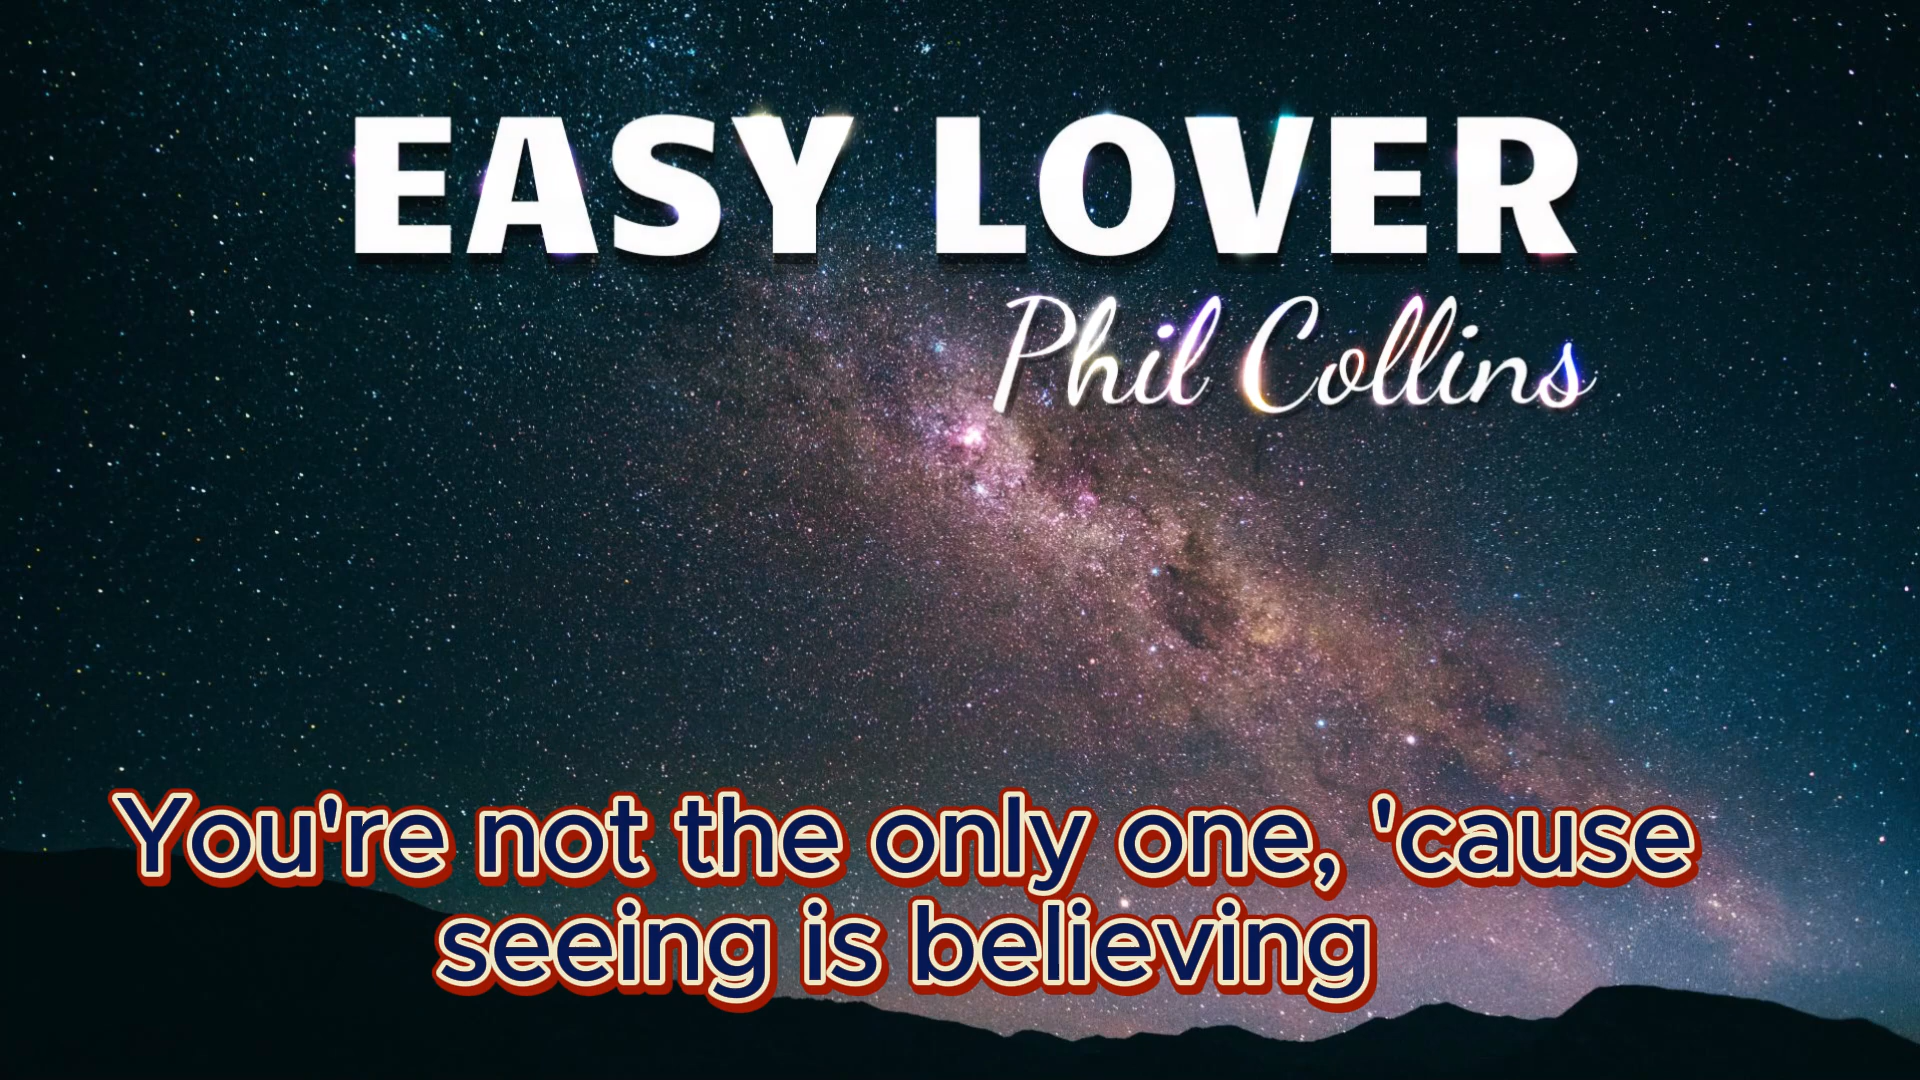 EASY LOVER
Phil Collins
You're not the only one, 'cause
seeing is believing